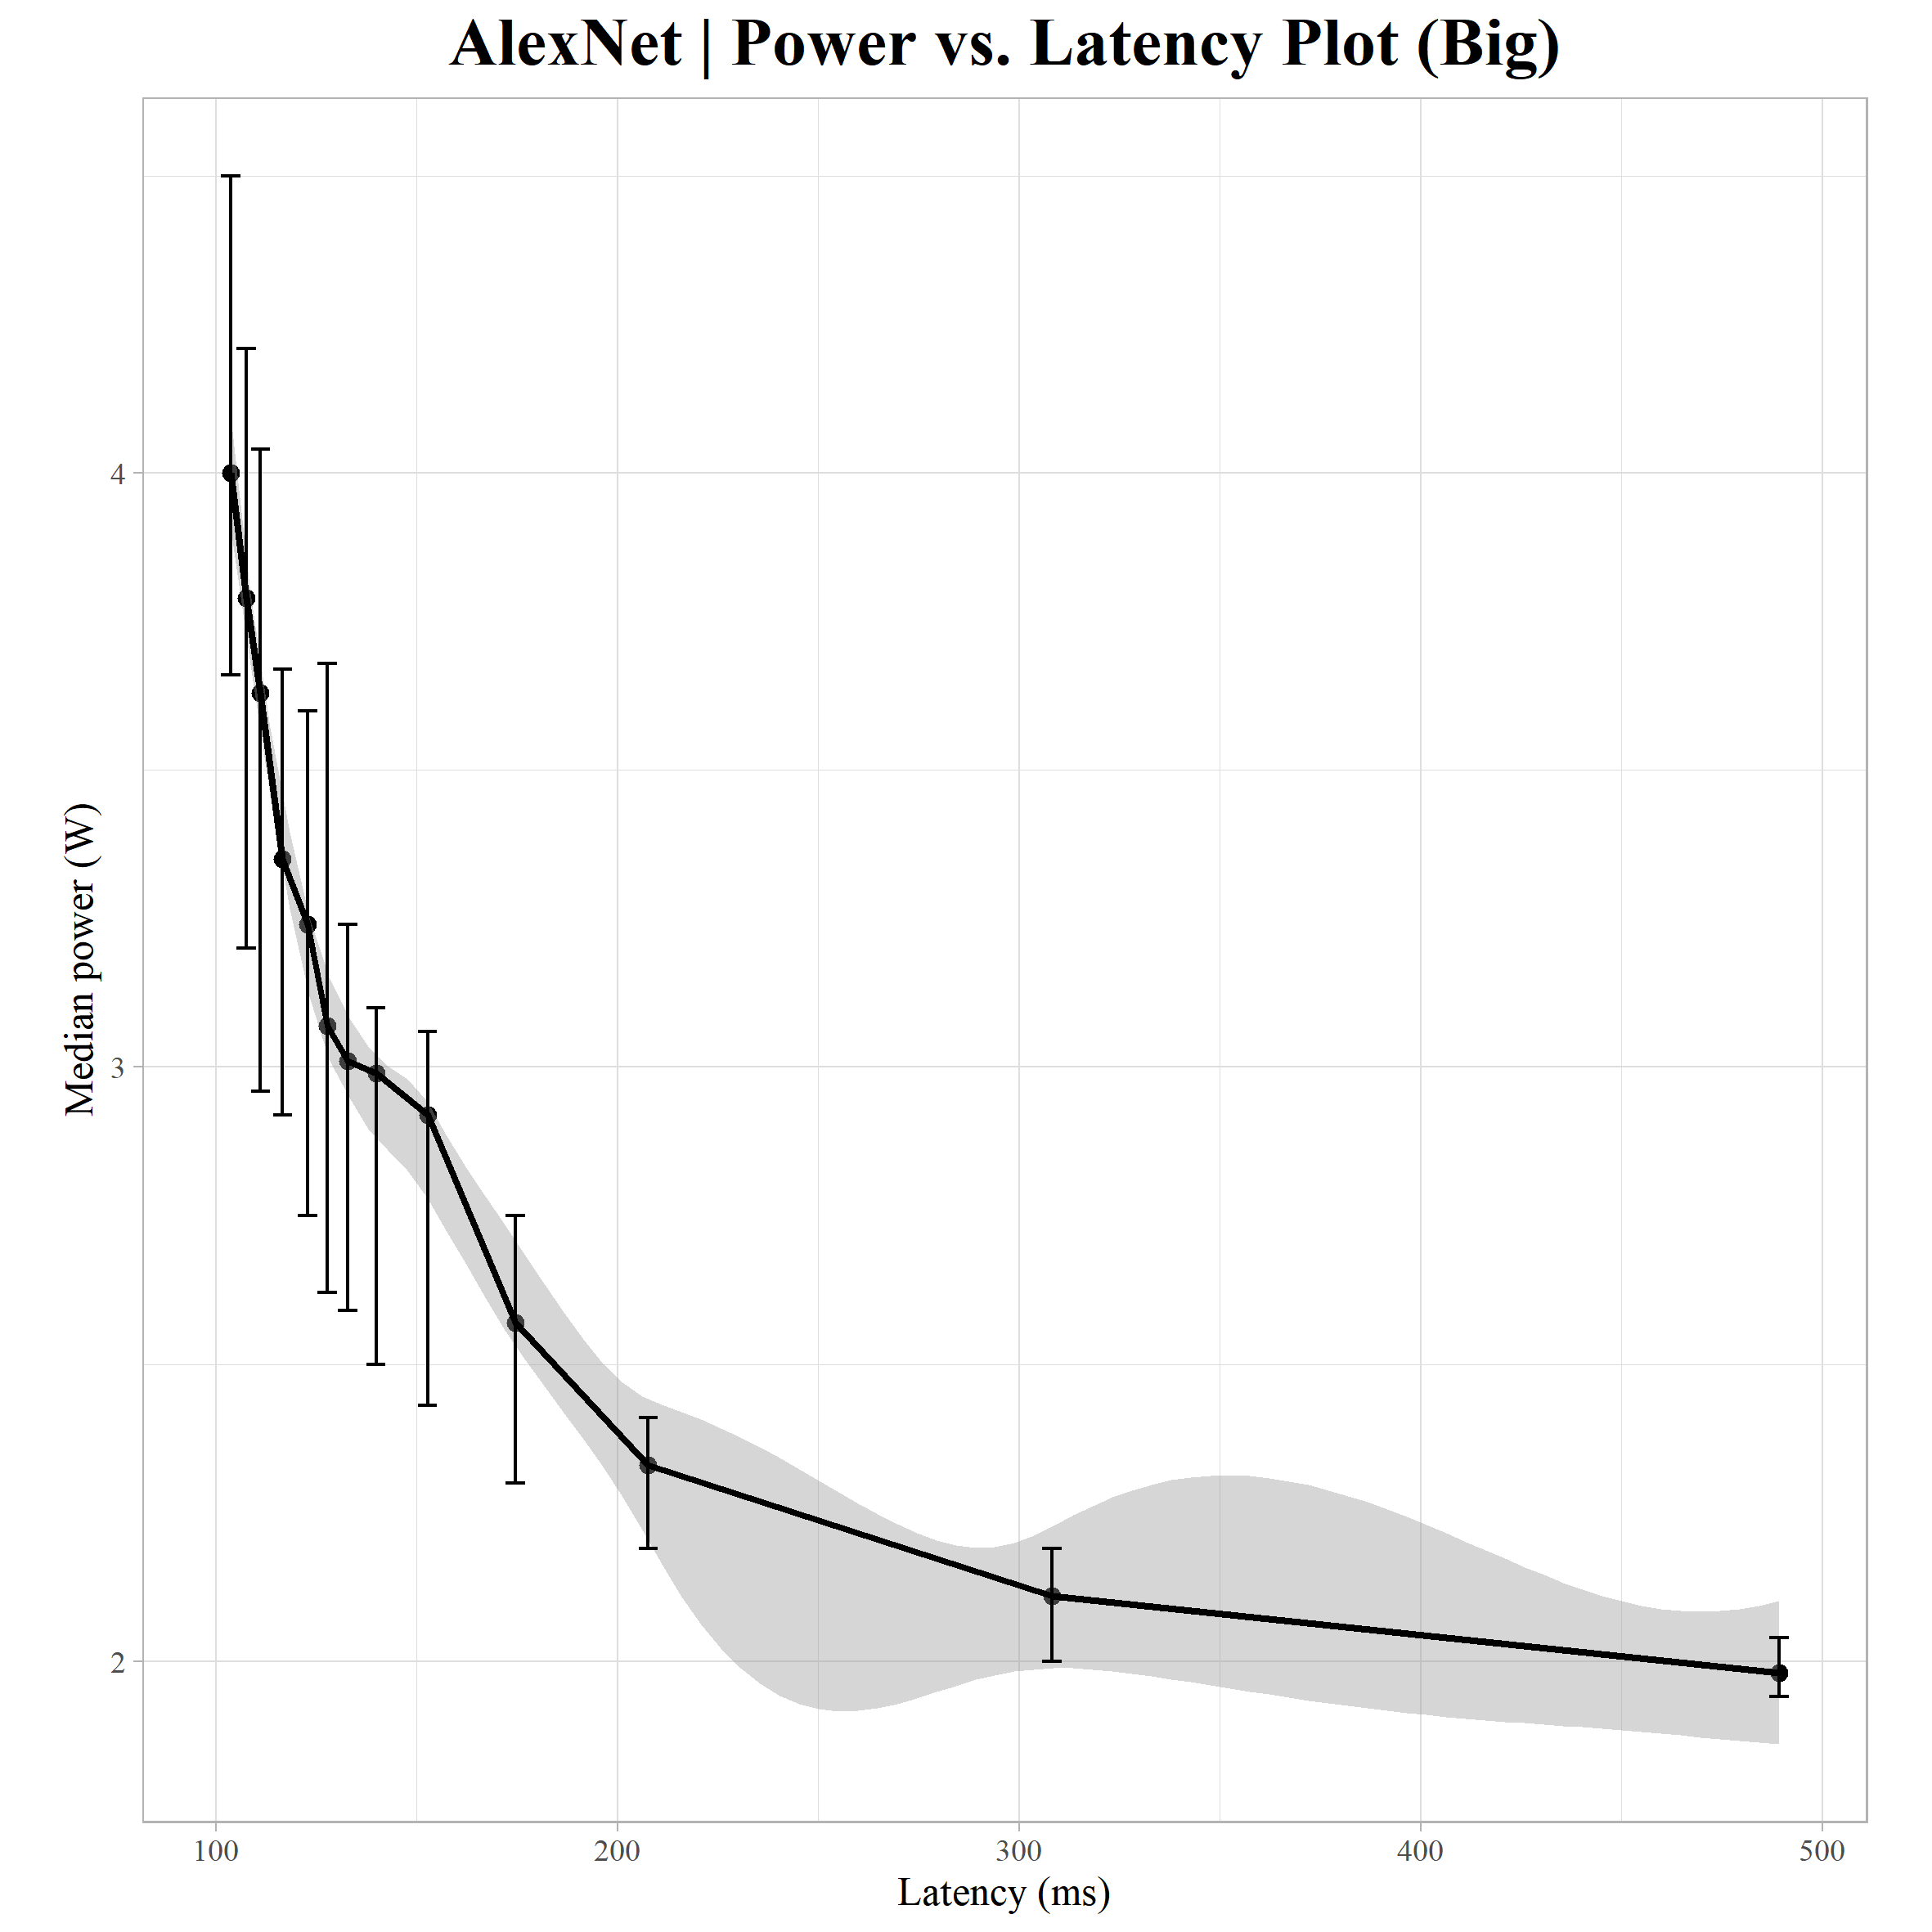 AlexNet | Power vs. Latency Plot (Big)
Median power (W)
4
3
2
100 200 300 400 500
Latency (ms)